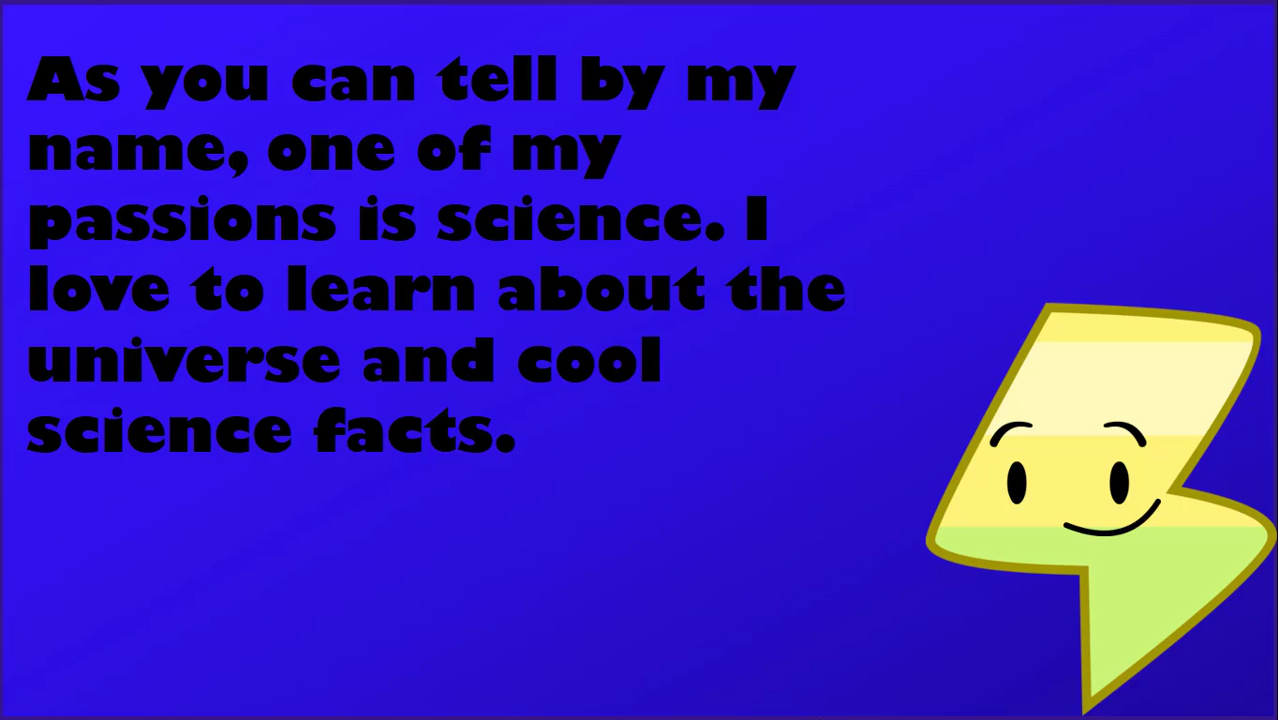 As you can tell by my
name, one of my
passions is science. I
love to learn about the
universe and cool
science facts.